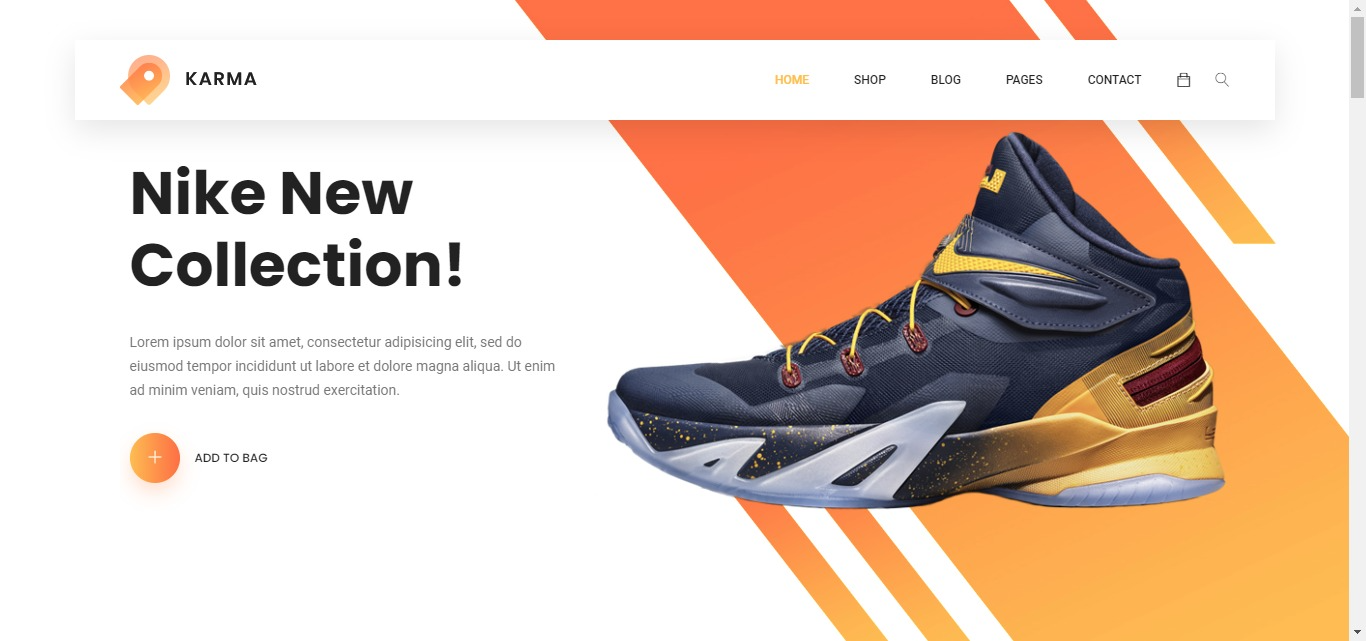 KARMA
HOME SHOP BLOG PAGES CONTACT
Nike New
Collection!
Lorem ipsum dolor sit amet, consectetur adipisicing elit, sed do
eiusmod tempor incididunt ut labore et dolore magna aliqua. Ut enim
ad minim veniam, quis nostrud exercitation.
ADD TO BAG